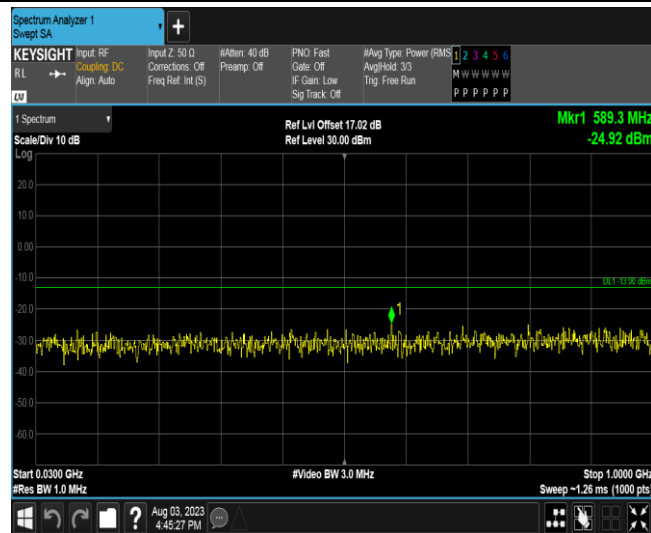 Spectrum Analyzer 1
Swept SA
+
KEYSIGHT
RL
LXI
Input: RF
Coupling: DC
Align: Auto
Input Z: 50 Ω
Corrections: Off
Freq Ref: Int (S)
#Atten: 40 dB
Preamp: Off
PNO: Fast
Gate: Off
IF Gain: Low
Sig Track: Off
#Avg Type: Power (RMS
Avg|Hold: 3/3
Trig: Free Run
1 2 3 4 5 6
M W W W W W
P P P P P P
1 Spectrum
Scale/Div 10 dB
Log
Ref Lvl Offset 17.02 dB
Ref Level 30.00 dBm
Mkr1 589.3 MHz
-24.92 dBm
20.0
10.0
0.00
-10.0
DL1 -13.00 dBm
-20.0
1
-30.0
-40.0
-50.0
-60.0
Start 0.0300 GHz
#Res BW 1.0 MHz
#Video BW 3.0 MHz
Stop 1.0000 GHz
Sweep ~1.26 ms (1000 pts)
?
Aug 03, 2023
4:45:27 PM